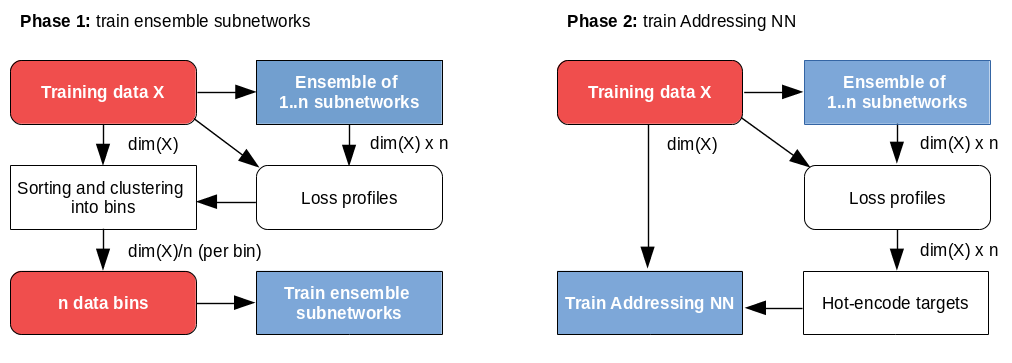 Phase 1: train ensemble subnetworks
Training data X
Ensemble of
1..n subnetworks
dim(X)
dim(X) x n
Sorting and clustering
into bins
Loss profiles
dim(X)/n (per bin)
n data bins
Train ensemble
subnetworks
Phase 2: train Addressing NN
Training data X
Ensemble of
1..n subnetworks
dim(X)
dim(X) x n
Loss profiles
dim(X) x n
Train Addressing NN
Hot-encode targets